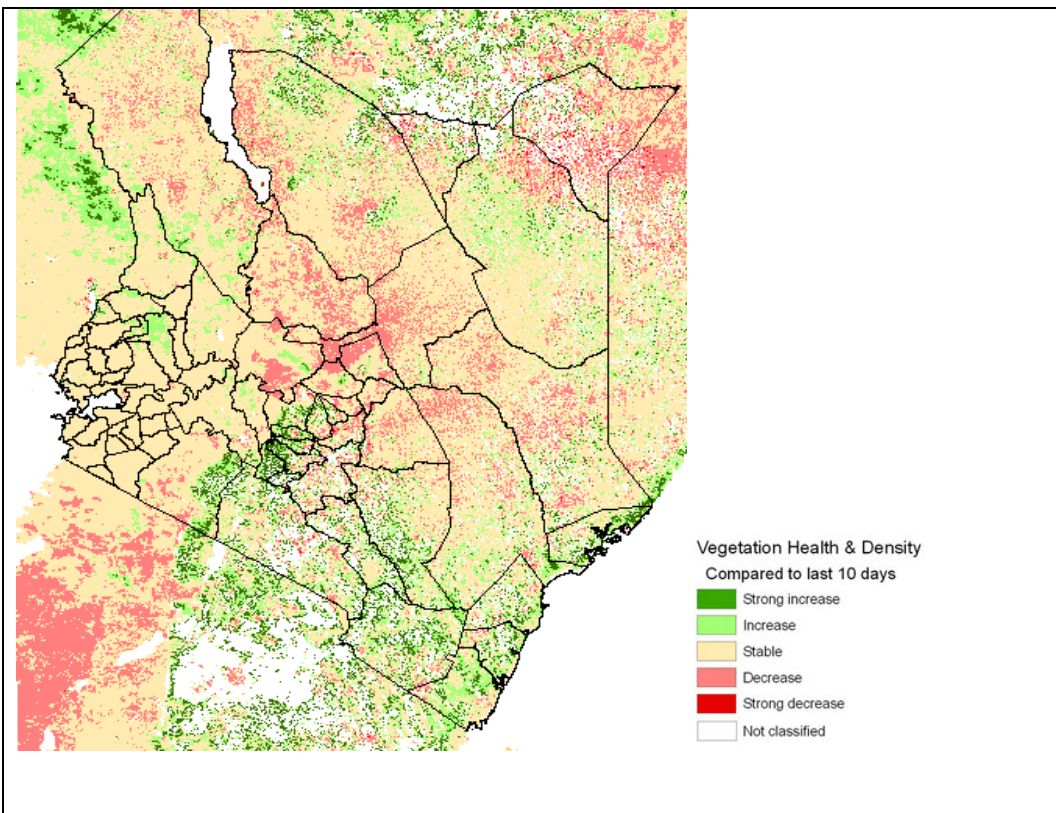 Vegetation Health & Density
Compared to last 10 days
Strong increase
Increase
Stable
Decrease
Strong decrease
Not classified